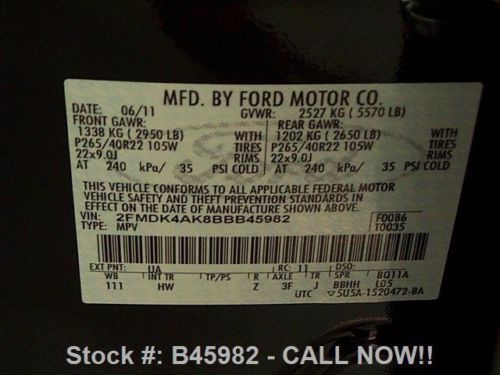 MFD. BY FORD MOTOR CO.
DATE: 06/11 GVWR: 2527 KG ( 5570 LB)
FRONT GAWR: REAR GAWR:
1338 KG ( 2950 LB) 1202 KG ( 2650 LB)
P265/40R22 105W TIRES P265/40R22 105W TIRES
22x9.0J RIMS 22x9.0J RIMS
AT 240 kPa/ 35 PSI COLD AT 240 kPa/ 35 PSI COLD
THIS VEHICLE CONFORMS TO ALL APPLICABLE FEDERAL MOTOR
VEHICLE SAFETY AND THEFT PREVENTION STANDARDS IN
EFFECT ON THE DATE OF MANUFACTURE SHOWN ABOVE.
VIN: 2FMDK4AK8BBB45982 F0086
TYPE: MPV T0035
EXT PNT: UA RC: 11 DSO:
WB INT TR TP/PS R AXLE TR SPR BQ11A
111 HW Z 3F J BBHH L05
UTC 5U5A-1520472-BA
Stock #: B45982 - CALL NOW!!